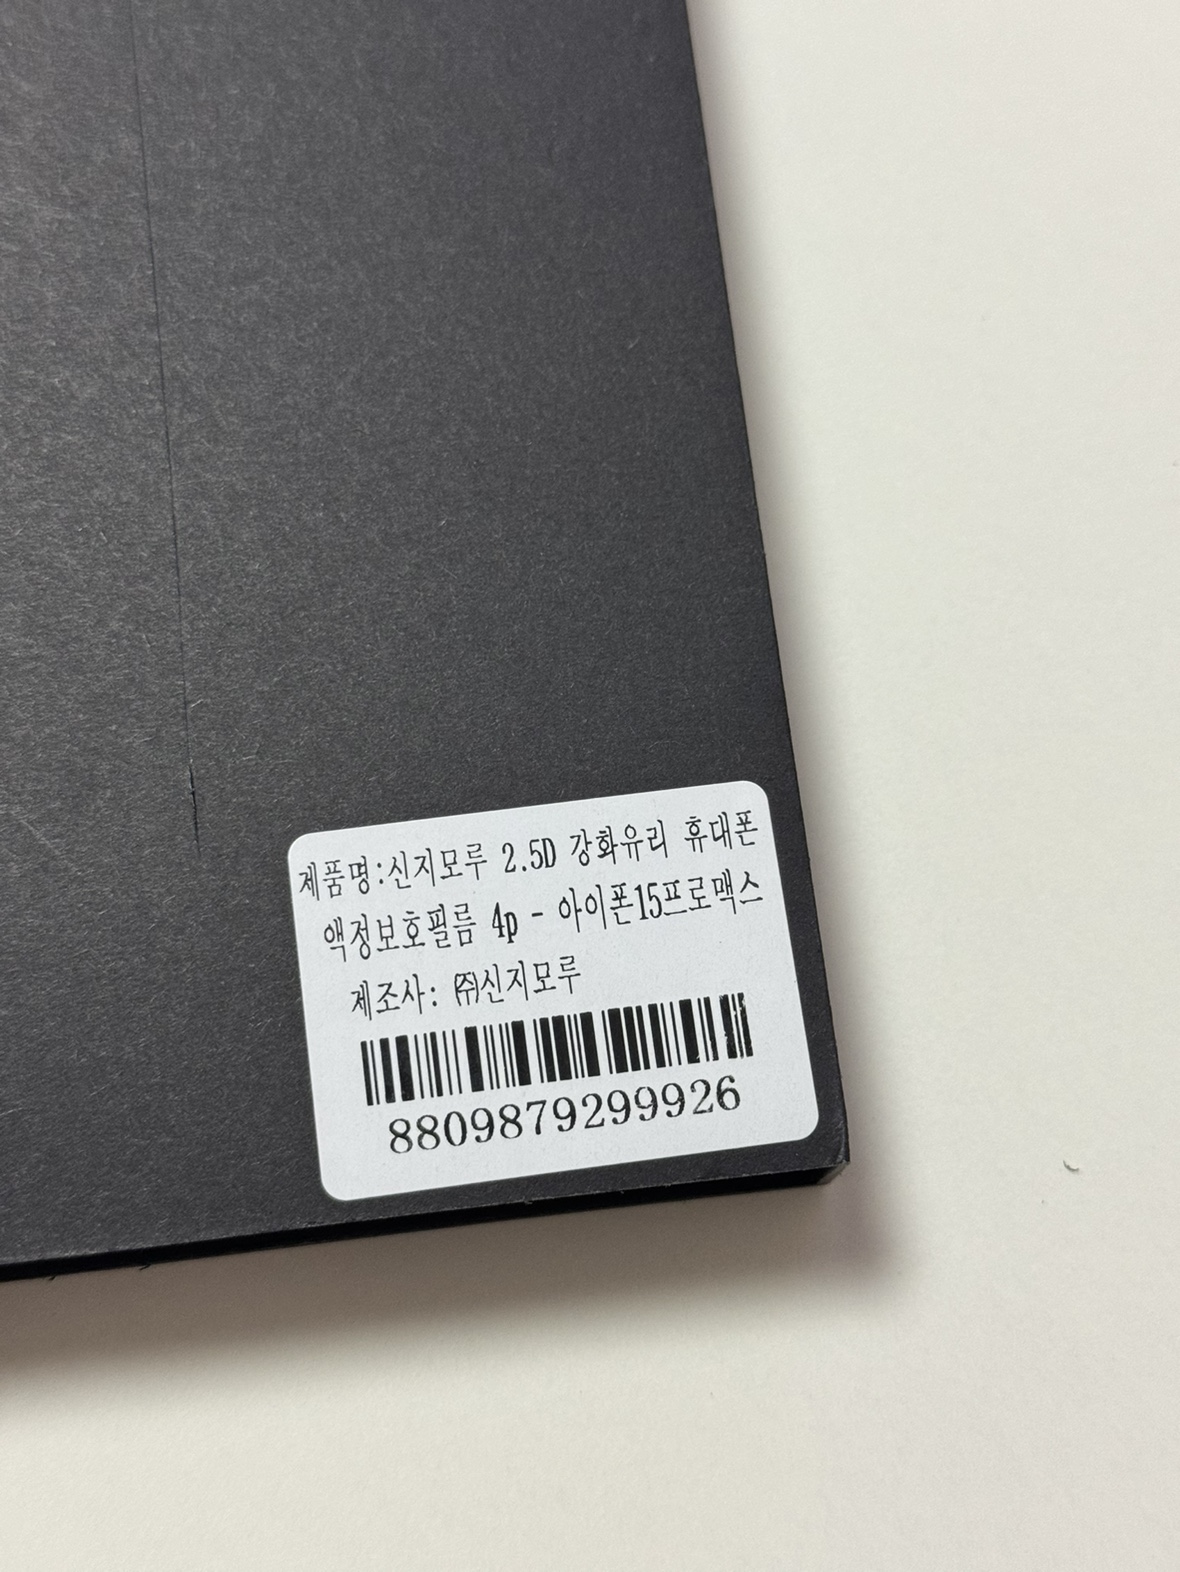 제품명:신지모루 2.5D 강화유리 휴대폰
액정보호필름 4p - 아이폰15프로맥스
제조사: ㈜신지모루
8809879299926